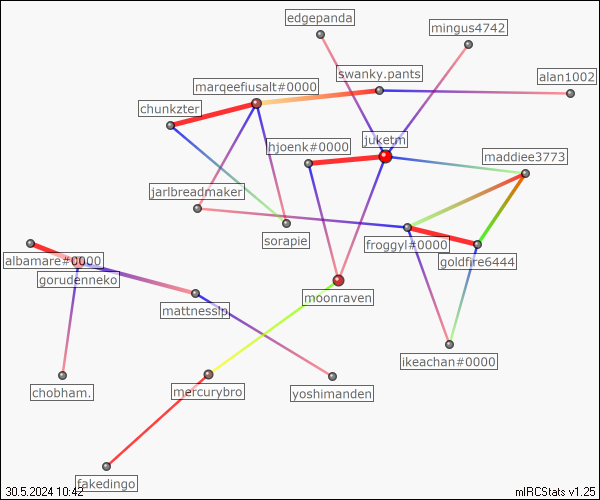 edgepanda
mingus4742
swanky.pants
alan1002
marqeefiusalt#0000
chunkzter
juketm
hjoenk#0000
maddiee3773
jarlbreadmaker
sorapie
froggyl#0000
goldfire6444
albamare#0000
gorudenneko
moonraven
mattnesslp
ikeachan#0000
chobham.
mercurybro
yoshimanden
fakedingo
30.5.2024 10:42
mIRCStats v1.25